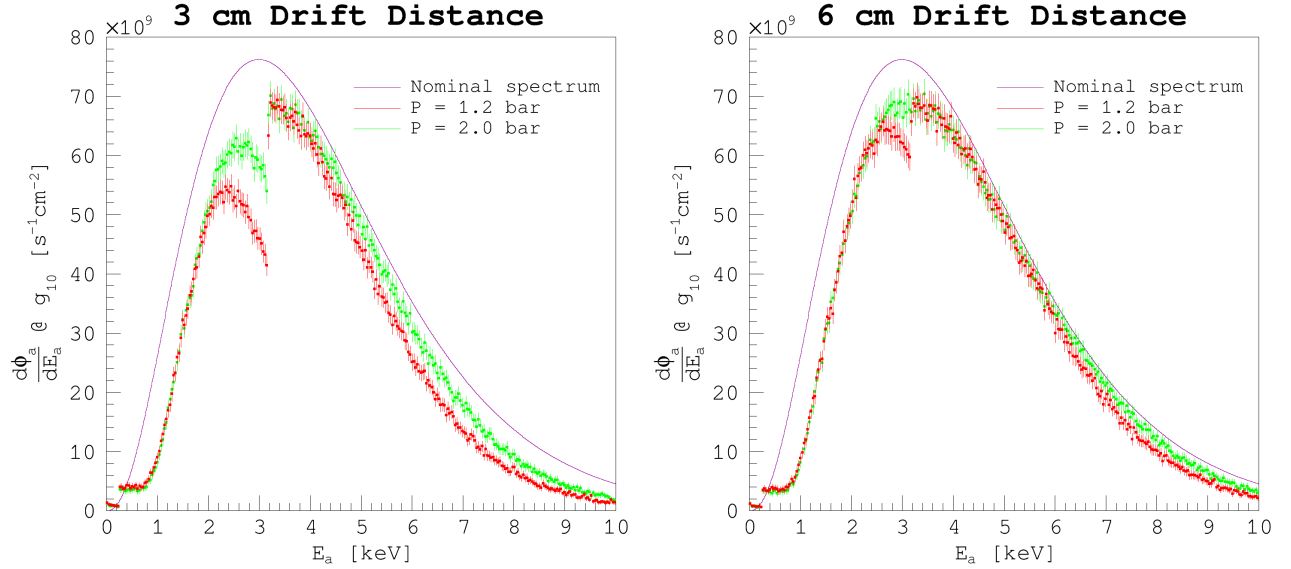 3 cm Drift Distance
×10⁹
80
70
60
50
40
30
20
10
0
dϕₐ/dEₐ @ g₁₀ [s⁻¹cm⁻²]
Nominal spectrum
P = 1.2 bar
P = 2.0 bar
0 1 2 3 4 5 6 7 8 9 10
Eₐ [keV]
6 cm Drift Distance
×10⁹
80
70
60
50
40
30
20
10
0
dϕₐ/dEₐ @ g₁₀ [s⁻¹cm⁻²]
Nominal spectrum
P = 1.2 bar
P = 2.0 bar
0 1 2 3 4 5 6 7 8 9 10
Eₐ [keV]